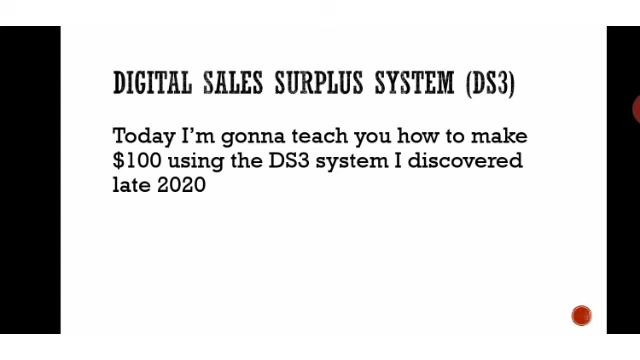 DIGITAL SALES SURPLUS SYSTEM (DS3)
Today I'm gonna teach you how to make
$100 using the DS3 system I discovered
late 2020